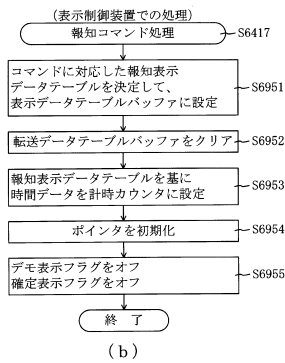 (表示制御装置での処理)
報知コマンド処理
S6417
コマンドに対応した報知表示
データテーブルを決定して、
表示データテーブルバッファに設定
S6951
転送データテーブルバッファをクリア
S6952
報知表示データテーブルを基に
時間データを計時カウンタに設定
S6953
ポインタを初期化
S6954
デモ表示フラグをオフ
確定表示フラグをオフ
S6955
終 了
(b)